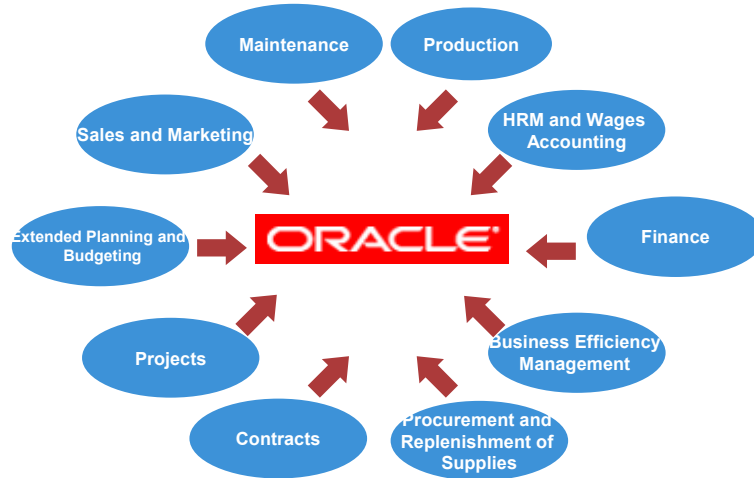 Maintenance
Production
Sales and Marketing
HRM and Wages
Accounting
Extended Planning and
Budgeting
ORACLE®
Finance
Projects
Business Efficiency
Management
Contracts
Procurement and
Replenishment of
Supplies